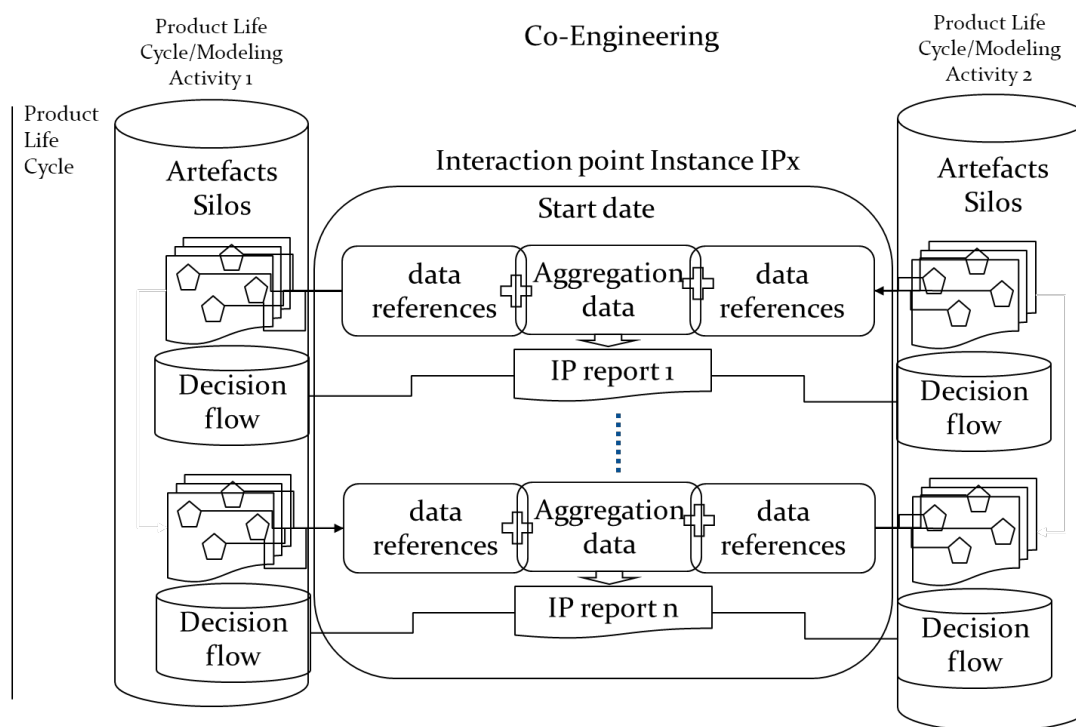 Product Life
Cycle/Modeling
Activity 1
Co-Engineering
Product Life
Cycle/Modeling
Activity 2
Product
Life
Cycle
Artefacts
Silos
Interaction point Instance IPx
Artefacts
Silos
Start date
data
references
Aggregation
data
data
references
IP report 1
Decision
flow
Decision
flow
data
references
Aggregation
data
data
references
IP report n
Decision
flow
Decision
flow